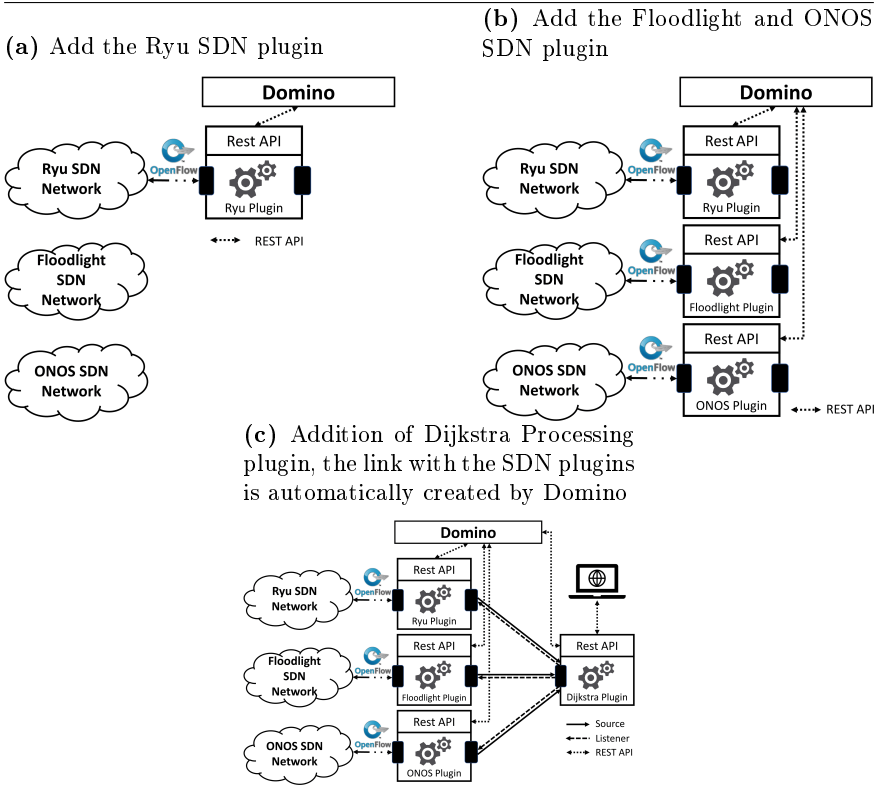 (a) Add the Ryu SDN plugin
Domino
Rest API
Ryu SDN
Network
OpenFlow
Ryu Plugin
REST API
Floodlight
SDN
Network
ONOS SDN
Network
(b) Add the Floodlight and ONOS
SDN plugin
Domino
Rest API
Ryu SDN
Network
OpenFlow
Ryu Plugin
Rest API
Floodlight
SDN
Network
OpenFlow
Floodlight Plugin
Rest API
ONOS SDN
Network
OpenFlow
ONOS Plugin
REST API
(c) Addition of Dijkstra Processing
plugin, the link with the SDN plugins
is automatically created by Domino
Domino
Rest API
Ryu SDN
Network
OpenFlow
Ryu Plugin
Rest API
Floodlight
SDN
Network
OpenFlow
Floodlight Plugin
Rest API
Dijkstra Plugin
Rest API
ONOS SDN
Network
OpenFlow
ONOS Plugin
Source
Listener
REST API